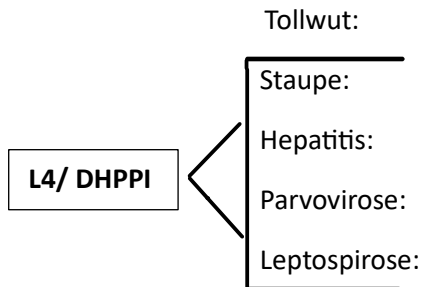 Tollwut:
Staupe:
Hepatitis:
L4/ DHPPI
Parvovirose:
Leptospirose: